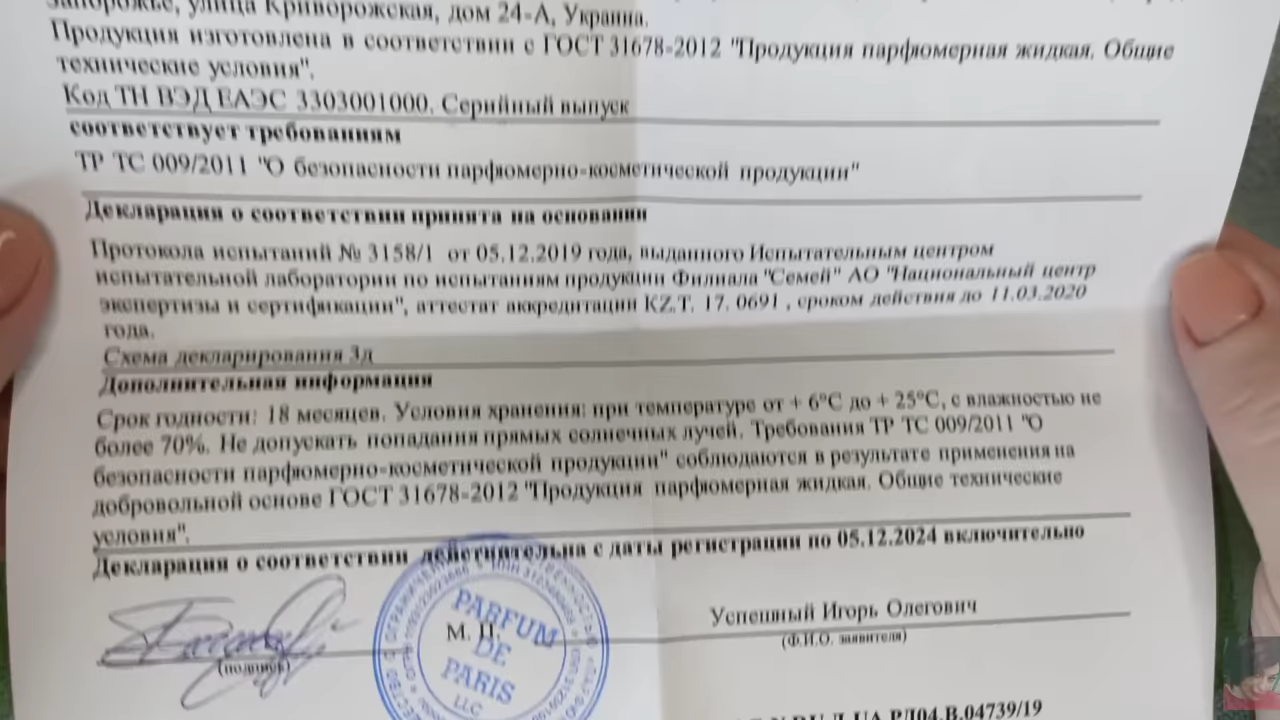 Запорожье, улица Криворожская, дом 24-А, Украина.
Продукция изготовлена в соответствии с ГОСТ 31678-2012 "Продукция парфюмерная жидкая. Общие
технические условия".
Код ТН ВЭД ЕАЭС 3303001000. Серийный выпуск
соответствует требованиям
ТР ТС 009/2011 "О безопасности парфюмерно-косметической продукции"
Декларация о соответствии принята на основании
Протокола испытаний № 3158/1 от 05.12.2019 года, выданного Испытательным центром
испытательной лаборатории по испытаниям продукции Филиала "Семей" АО "Национальный центр
экспертизы и сертификации", аттестат аккредитации KZ.T. 17. 0691 , сроком действия до 11.03.2020
года.
Схема декларирования 3д
Дополнительная информация
Срок годности: 18 месяцев. Условия хранения: при температуре от + 6°С до + 25°С, с влажностью не
более 70%. Не допускать попадания прямых солнечных лучей. Требования ТР ТС 009/2011 "О
безопасности парфюмерно-косметической продукции" соблюдаются в результате применения на
добровольной основе ГОСТ 31678-2012 "Продукция парфюмерная жидкая. Общие технические
условия".
Декларация о соответствии действительна с даты регистрации по 05.12.2024 включительно
Успешный Игорь Олегович
(Ф.И.О. заявителя)
М. П.
(подпись)
PARFUM
DE
PARIS
LLC
RU Д-UA.РЛ04.В.04739/19